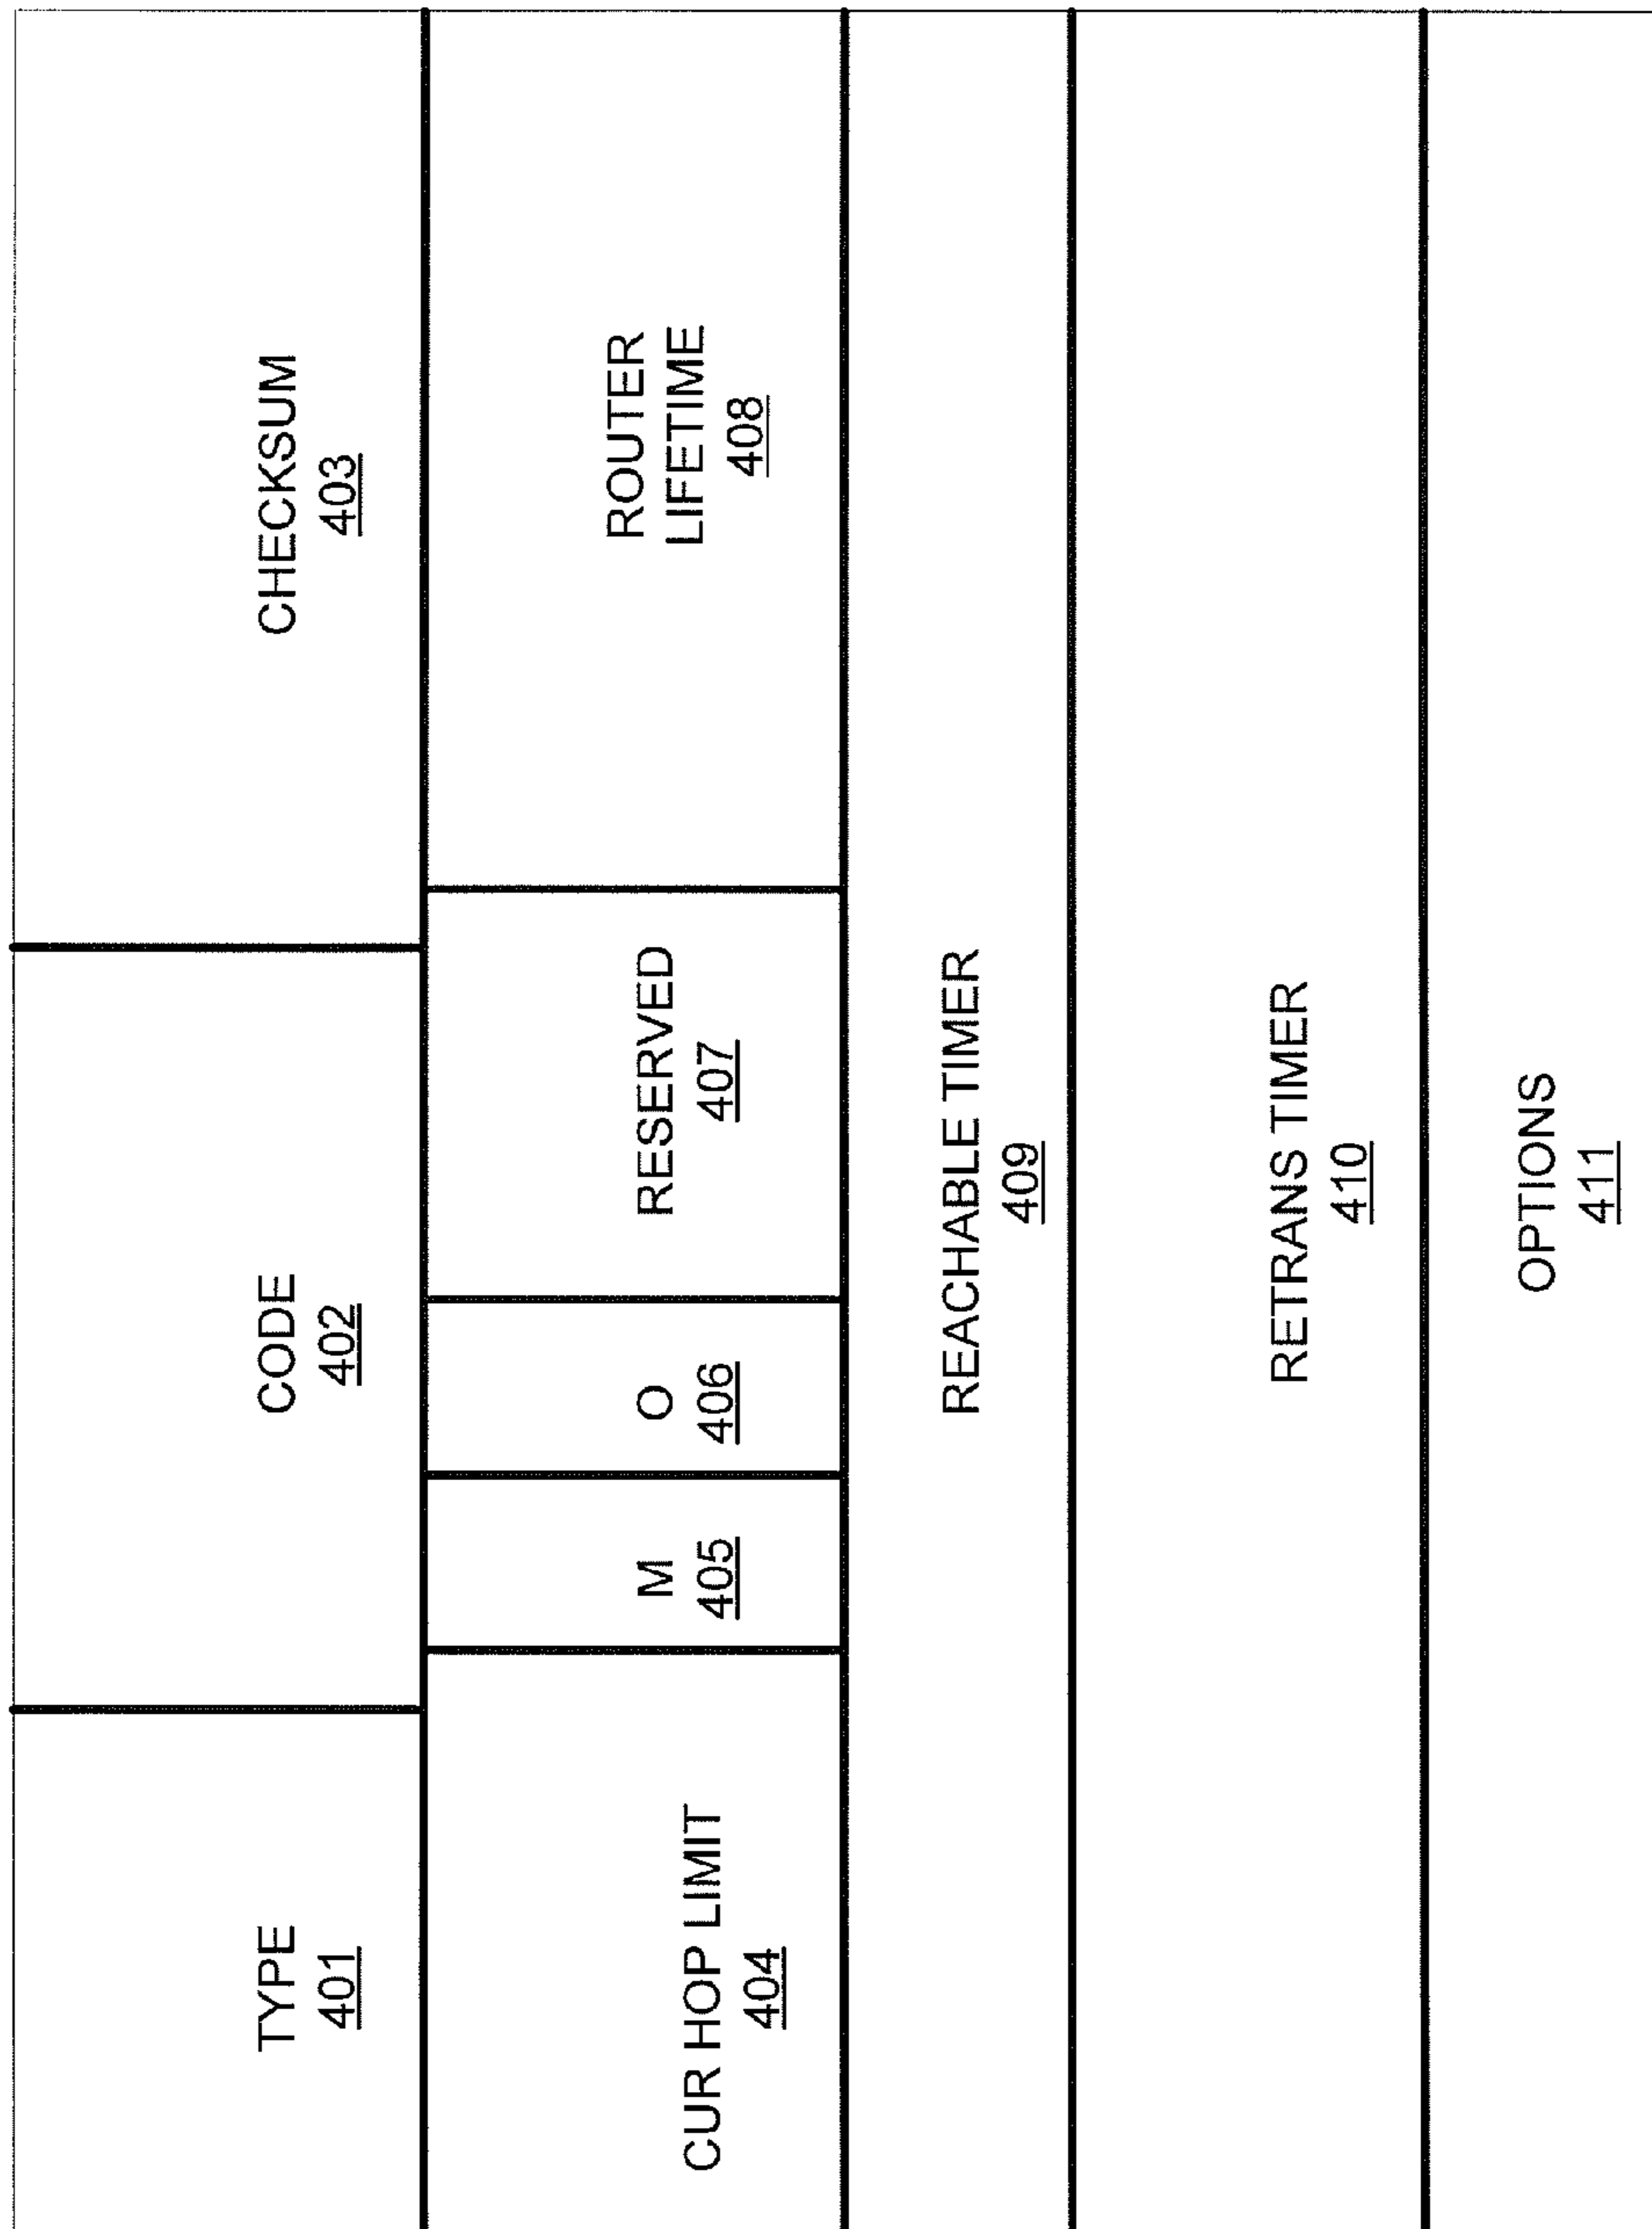 TYPE
401
CODE
402
CHECKSUM
403
CUR HOP LIMIT
404
M
405
O
406
RESERVED
407
ROUTER
LIFETIME
408
REACHABLE TIMER
409
RETRANS TIMER
410
OPTIONS
411